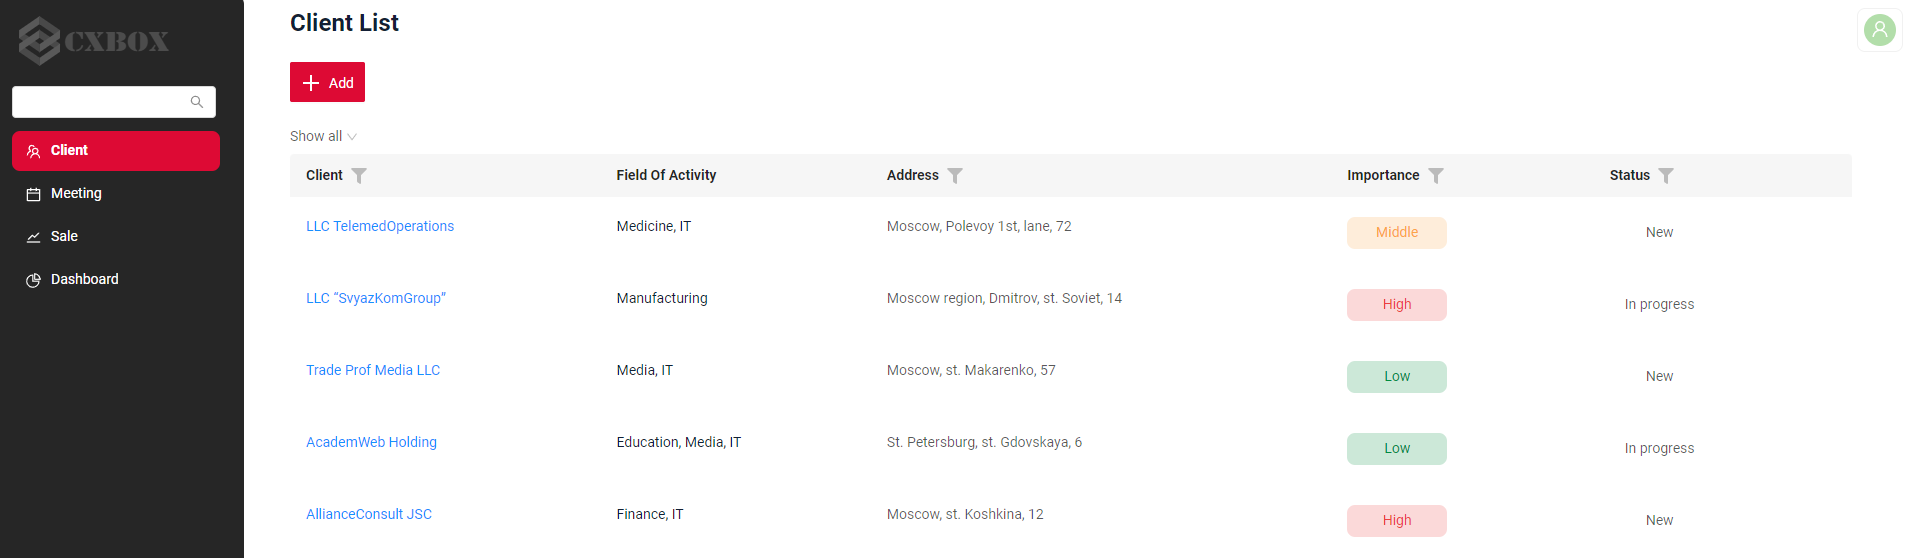 CXBOX
Client
Meeting
Sale
Dashboard
Client List
Add
Show all
Client Field Of Activity Address Importance Status
LLC TelemedOperations Medicine, IT Moscow, Polevoy 1st, lane, 72 Middle New
LLC “SvyazKomGroup” Manufacturing Moscow region, Dmitrov, st. Soviet, 14 High In progress
Trade Prof Media LLC Media, IT Moscow, st. Makarenko, 57 Low New
AcademWeb Holding Education, Media, IT St. Petersburg, st. Gdovskaya, 6 Low In progress
AllianceConsult JSC Finance, IT Moscow, st. Koshkina, 12 High New